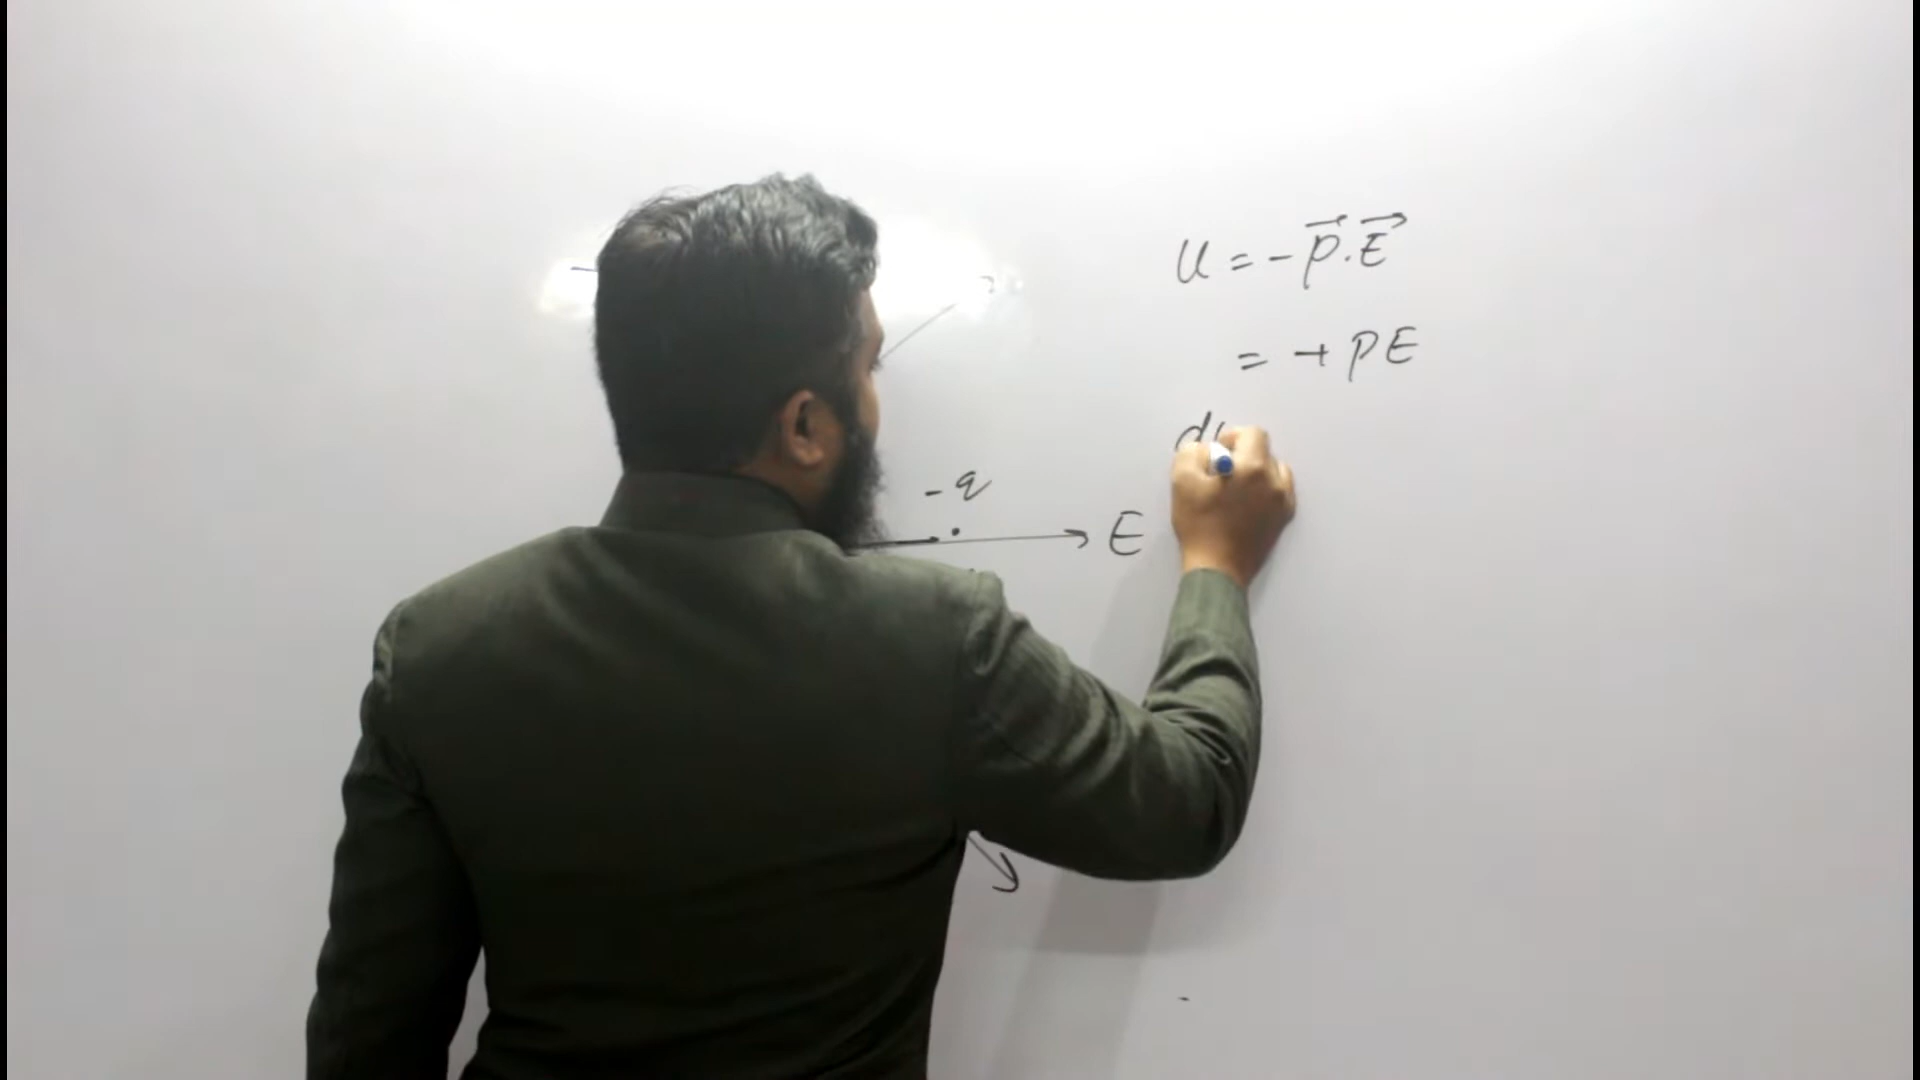 U = - p⃗ . E⃗
= + PE
- q
E